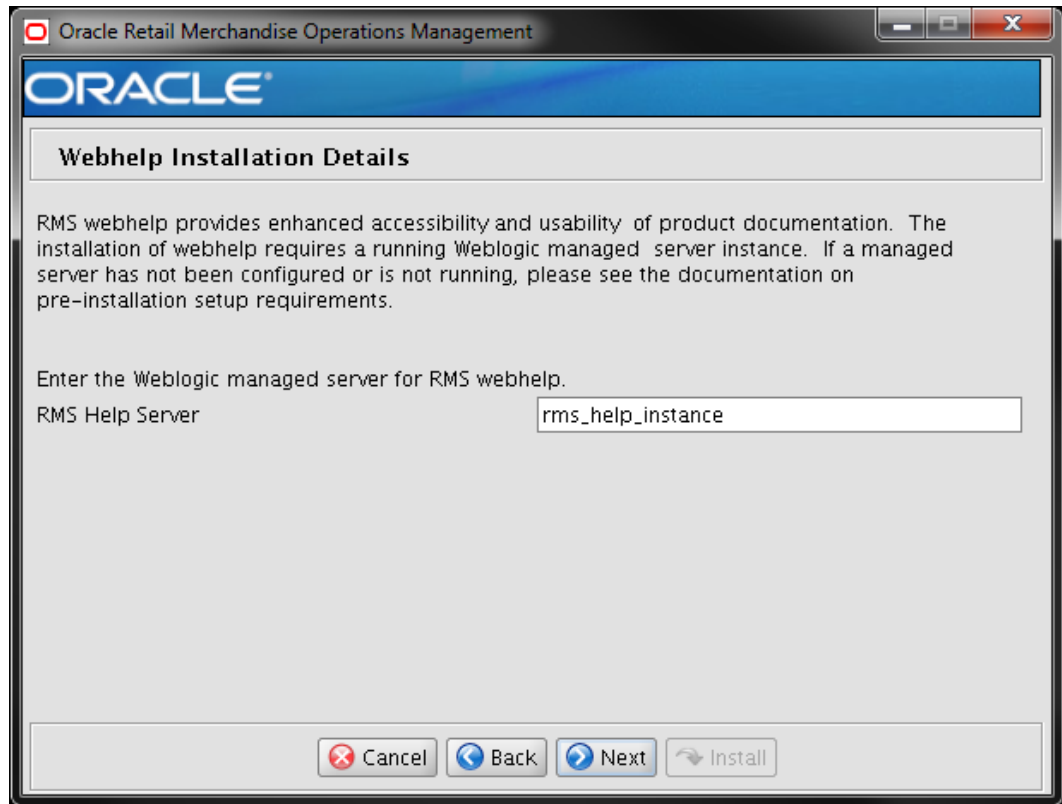 Oracle Retail Merchandise Operations Management
ORACLE®
Webhelp Installation Details
RMS webhelp provides enhanced accessibility and usability of product documentation. The
installation of webhelp requires a running Weblogic managed server instance. If a managed
server has not been configured or is not running, please see the documentation on
pre-installation setup requirements.
Enter the Weblogic managed server for RMS webhelp.
RMS Help Server rms_help_instance
Cancel Back Next Install